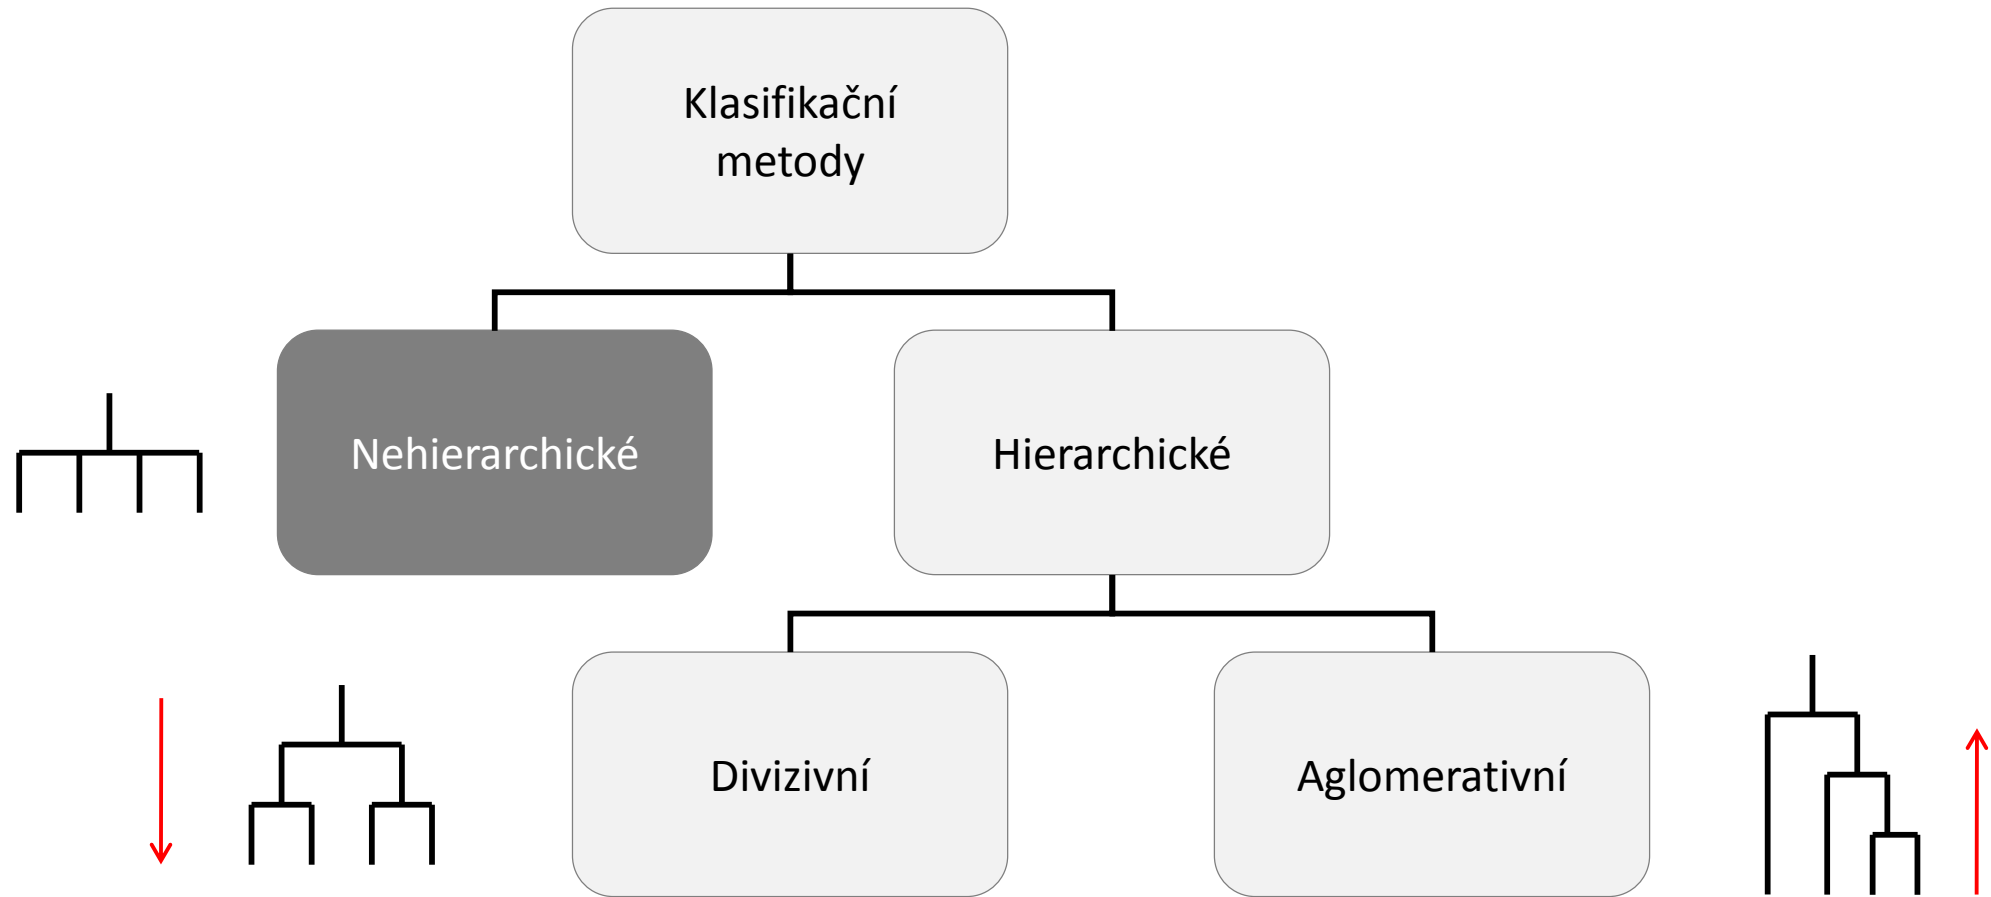 Klasifikační
metody
Nehierarchické
Hierarchické
Divizivní
Aglomerativní